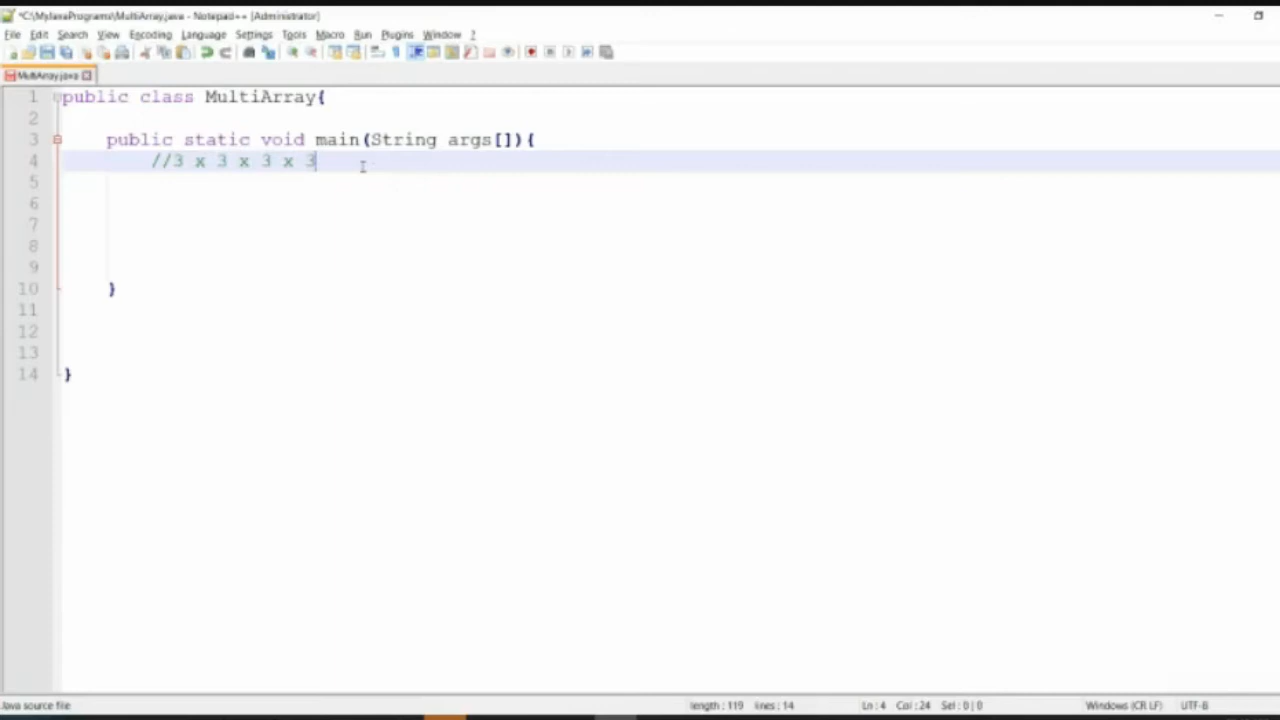 *C:\MyJavaPrograms\MultiArray.java - Notepad++ [Administrator]
File Edit Search View Encoding Language Settings Tools Macro Run Plugins Window ?
MultiArray.java
1 public class MultiArray{
2
3 public static void main(String args[]){
4 //3 x 3 x 3 x 3
5
6
7
8
9
10 }
11
12
13
14 }
Java source file length : 119 lines : 14 Ln : 4 Col : 24 Sel : 0 | 0 Windows (CR LF) UTF-8